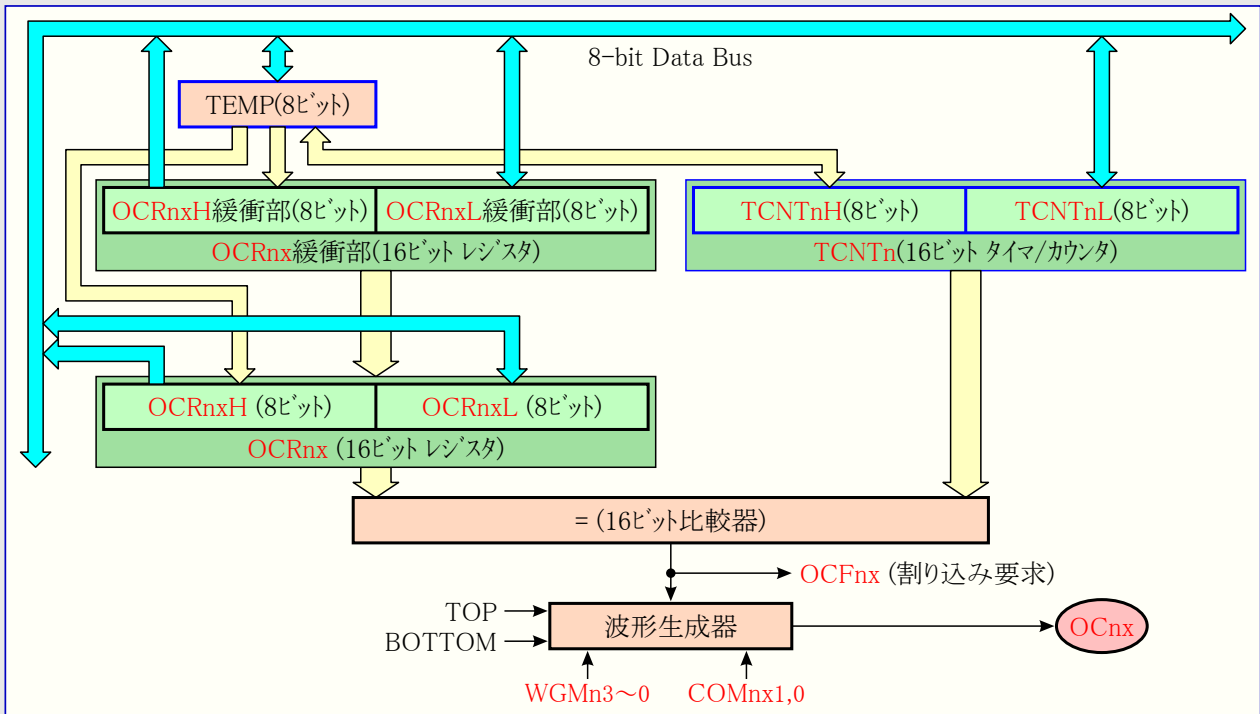 8-bit Data Bus
TEMP(8ビット)
OCRnxH緩衝部(8ビット) OCRnxL緩衝部(8ビット)
OCRnx緩衝部(16ビット レジスタ)
TCNTnH(8ビット) TCNTnL(8ビット)
TCNTn(16ビット タイマ/カウンタ)
OCRnxH (8ビット) OCRnxL (8ビット)
OCRnx (16ビット レジスタ)
= (16ビット比較器)
OCFnx (割り込み要求)
TOP
BOTTOM
波形生成器
OCnx
WGMn3～0 COMnx1,0